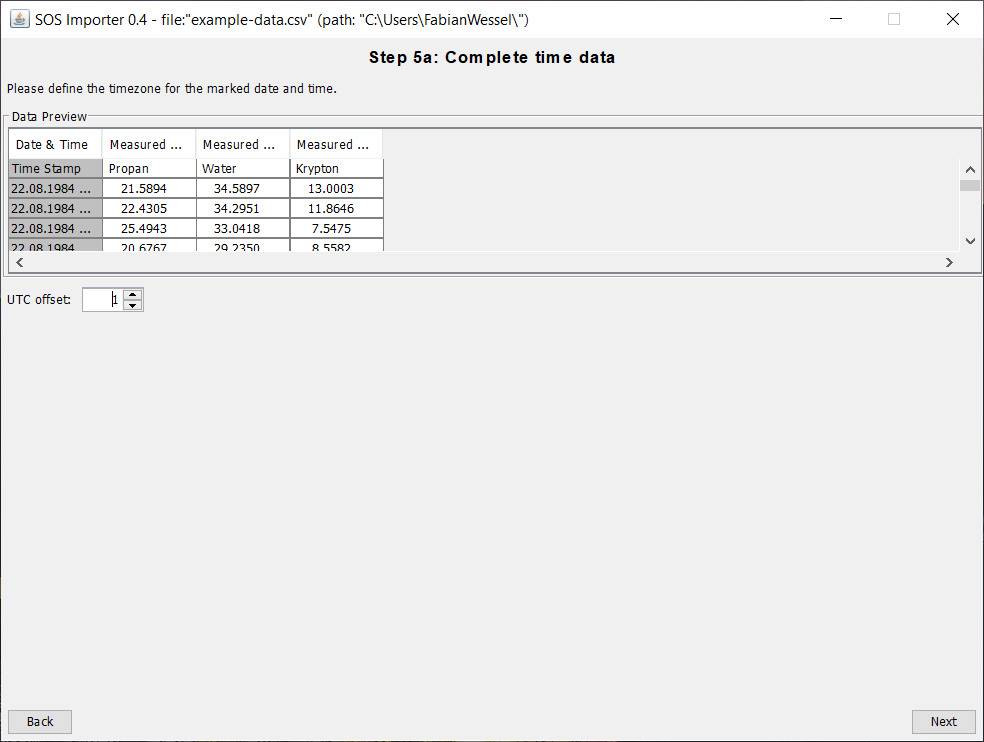 SOS Importer 0.4 - file:"example-data.csv" (path: "C:\Users\FabianWessel\")
Step 5a: Complete time data
Please define the timezone for the marked date and time.
Data Preview
Date & Time Measured ... Measured ... Measured ...
Time Stamp Propan Water Krypton
22.08.1984 ... 21.5894 34.5897 13.0003
22.08.1984 ... 22.4305 34.2951 11.8646
22.08.1984 ... 25.4943 33.0418 7.5475
22.08.1984 ... 20.6767 29.2350 8.5582
UTC offset: 1
Back Next